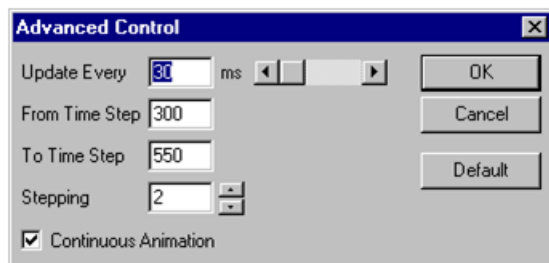 Advanced Control
Update Every 30 ms
OK
From Time Step 300
Cancel
To Time Step 550
Default
Stepping 2
Continuous Animation